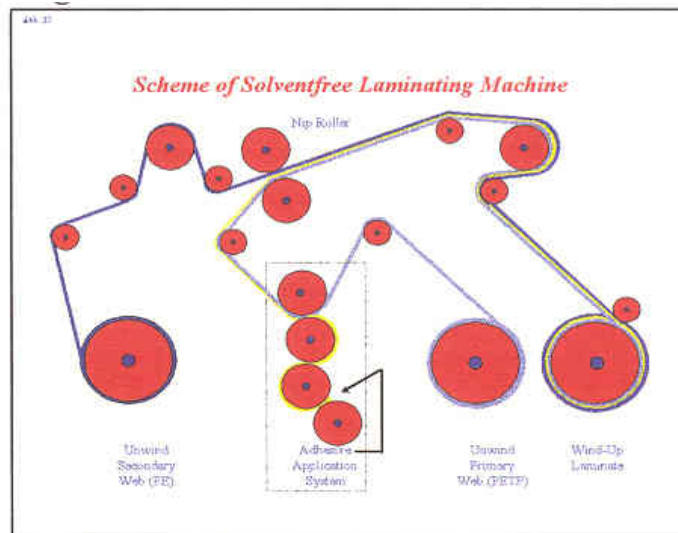 Scheme of Solventfree Laminating Machine
Nip Roller
Unwind
Secondary
Web (PE)
Adhesive
Application
System
Unwind
Primary
Web (PETP)
Wind-Up
Laminate